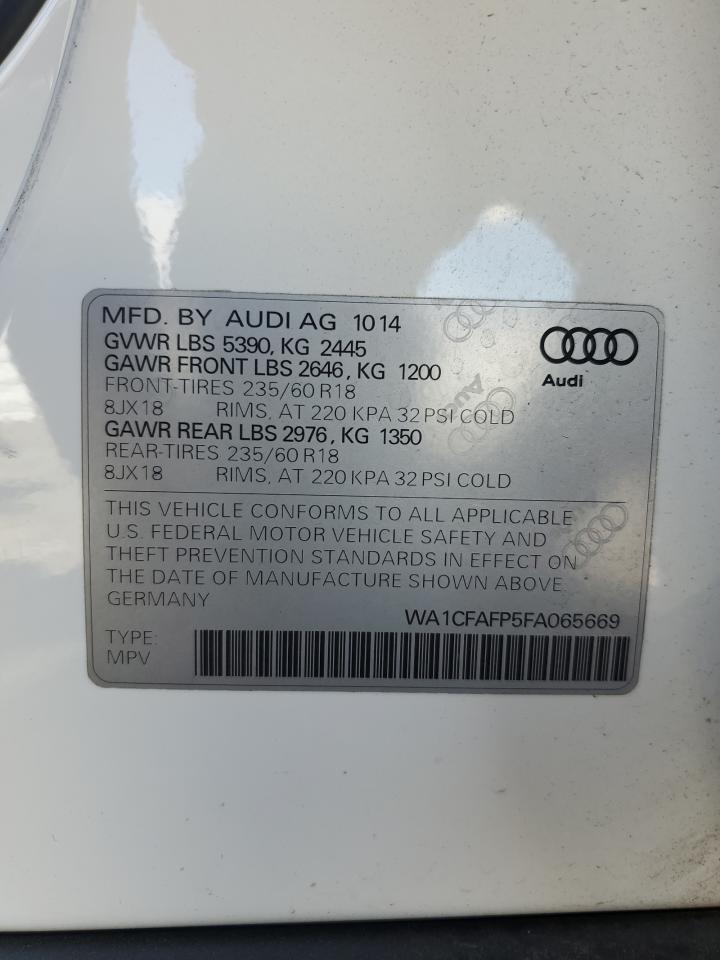 MFD. BY AUDI AG 1014
GVWR LBS 5390, KG 2445
GAWR FRONT LBS 2646, KG 1200
FRONT-TIRES 235/60 R18
8JX18 RIMS, AT 220 KPA 32 PSI COLD
GAWR REAR LBS 2976, KG 1350
REAR-TIRES 235/60 R18
8JX18 RIMS, AT 220 KPA 32 PSI COLD
Audi
Audi
THIS VEHICLE CONFORMS TO ALL APPLICABLE
U.S. FEDERAL MOTOR VEHICLE SAFETY AND
THEFT PREVENTION STANDARDS IN EFFECT ON
THE DATE OF MANUFACTURE SHOWN ABOVE
GERMANY
WA1CFAFP5FA065669
TYPE:
MPV